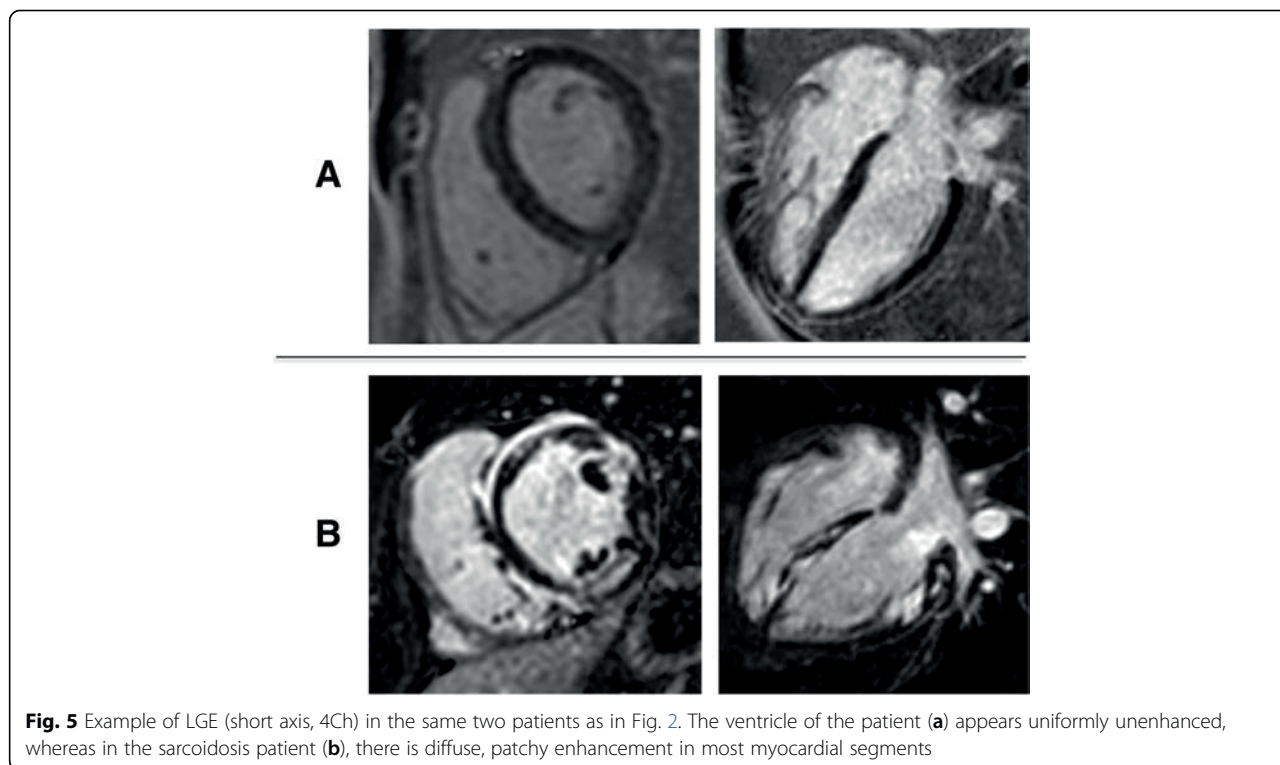 A
B
Fig. 5 Example of LGE (short axis, 4Ch) in the same two patients as in Fig. 2. The ventricle of the patient (a) appears uniformly unenhanced,
whereas in the sarcoidosis patient (b), there is diffuse, patchy enhancement in most myocardial segments